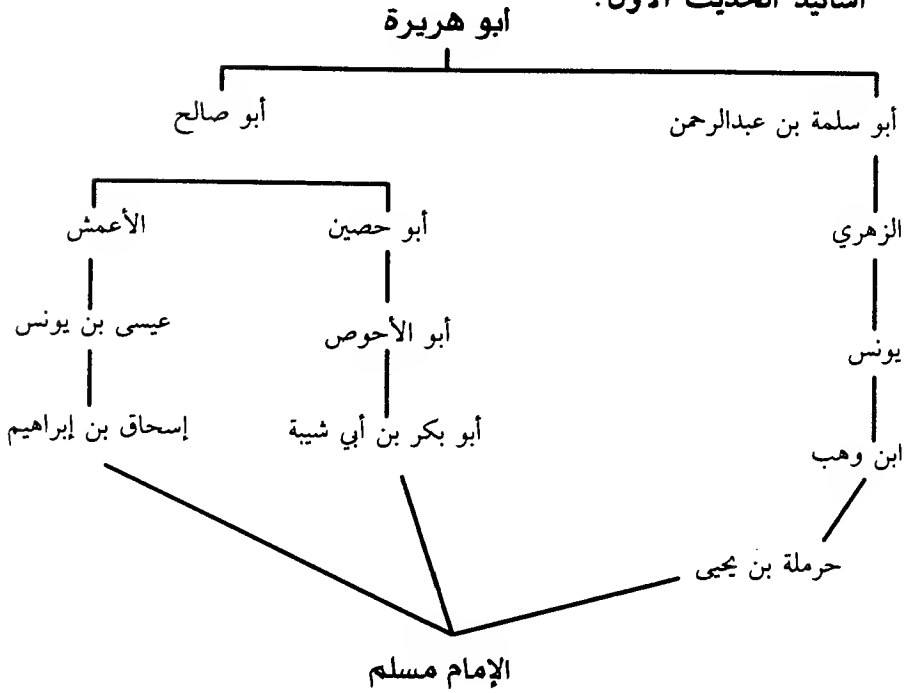 أسانيد الحديث الأول:
أبو هريرة
أبو سلمة بن عبدالرحمن
أبو صالح
الزهري
أبو حصين
الأعمش
يونس
أبو الأحوص
عيسى بن يونس
ابن وهب
أبو بكر بن أبي شيبة
إسحاق بن إبراهيم
حرملة بن يحيى
الإمام مسلم